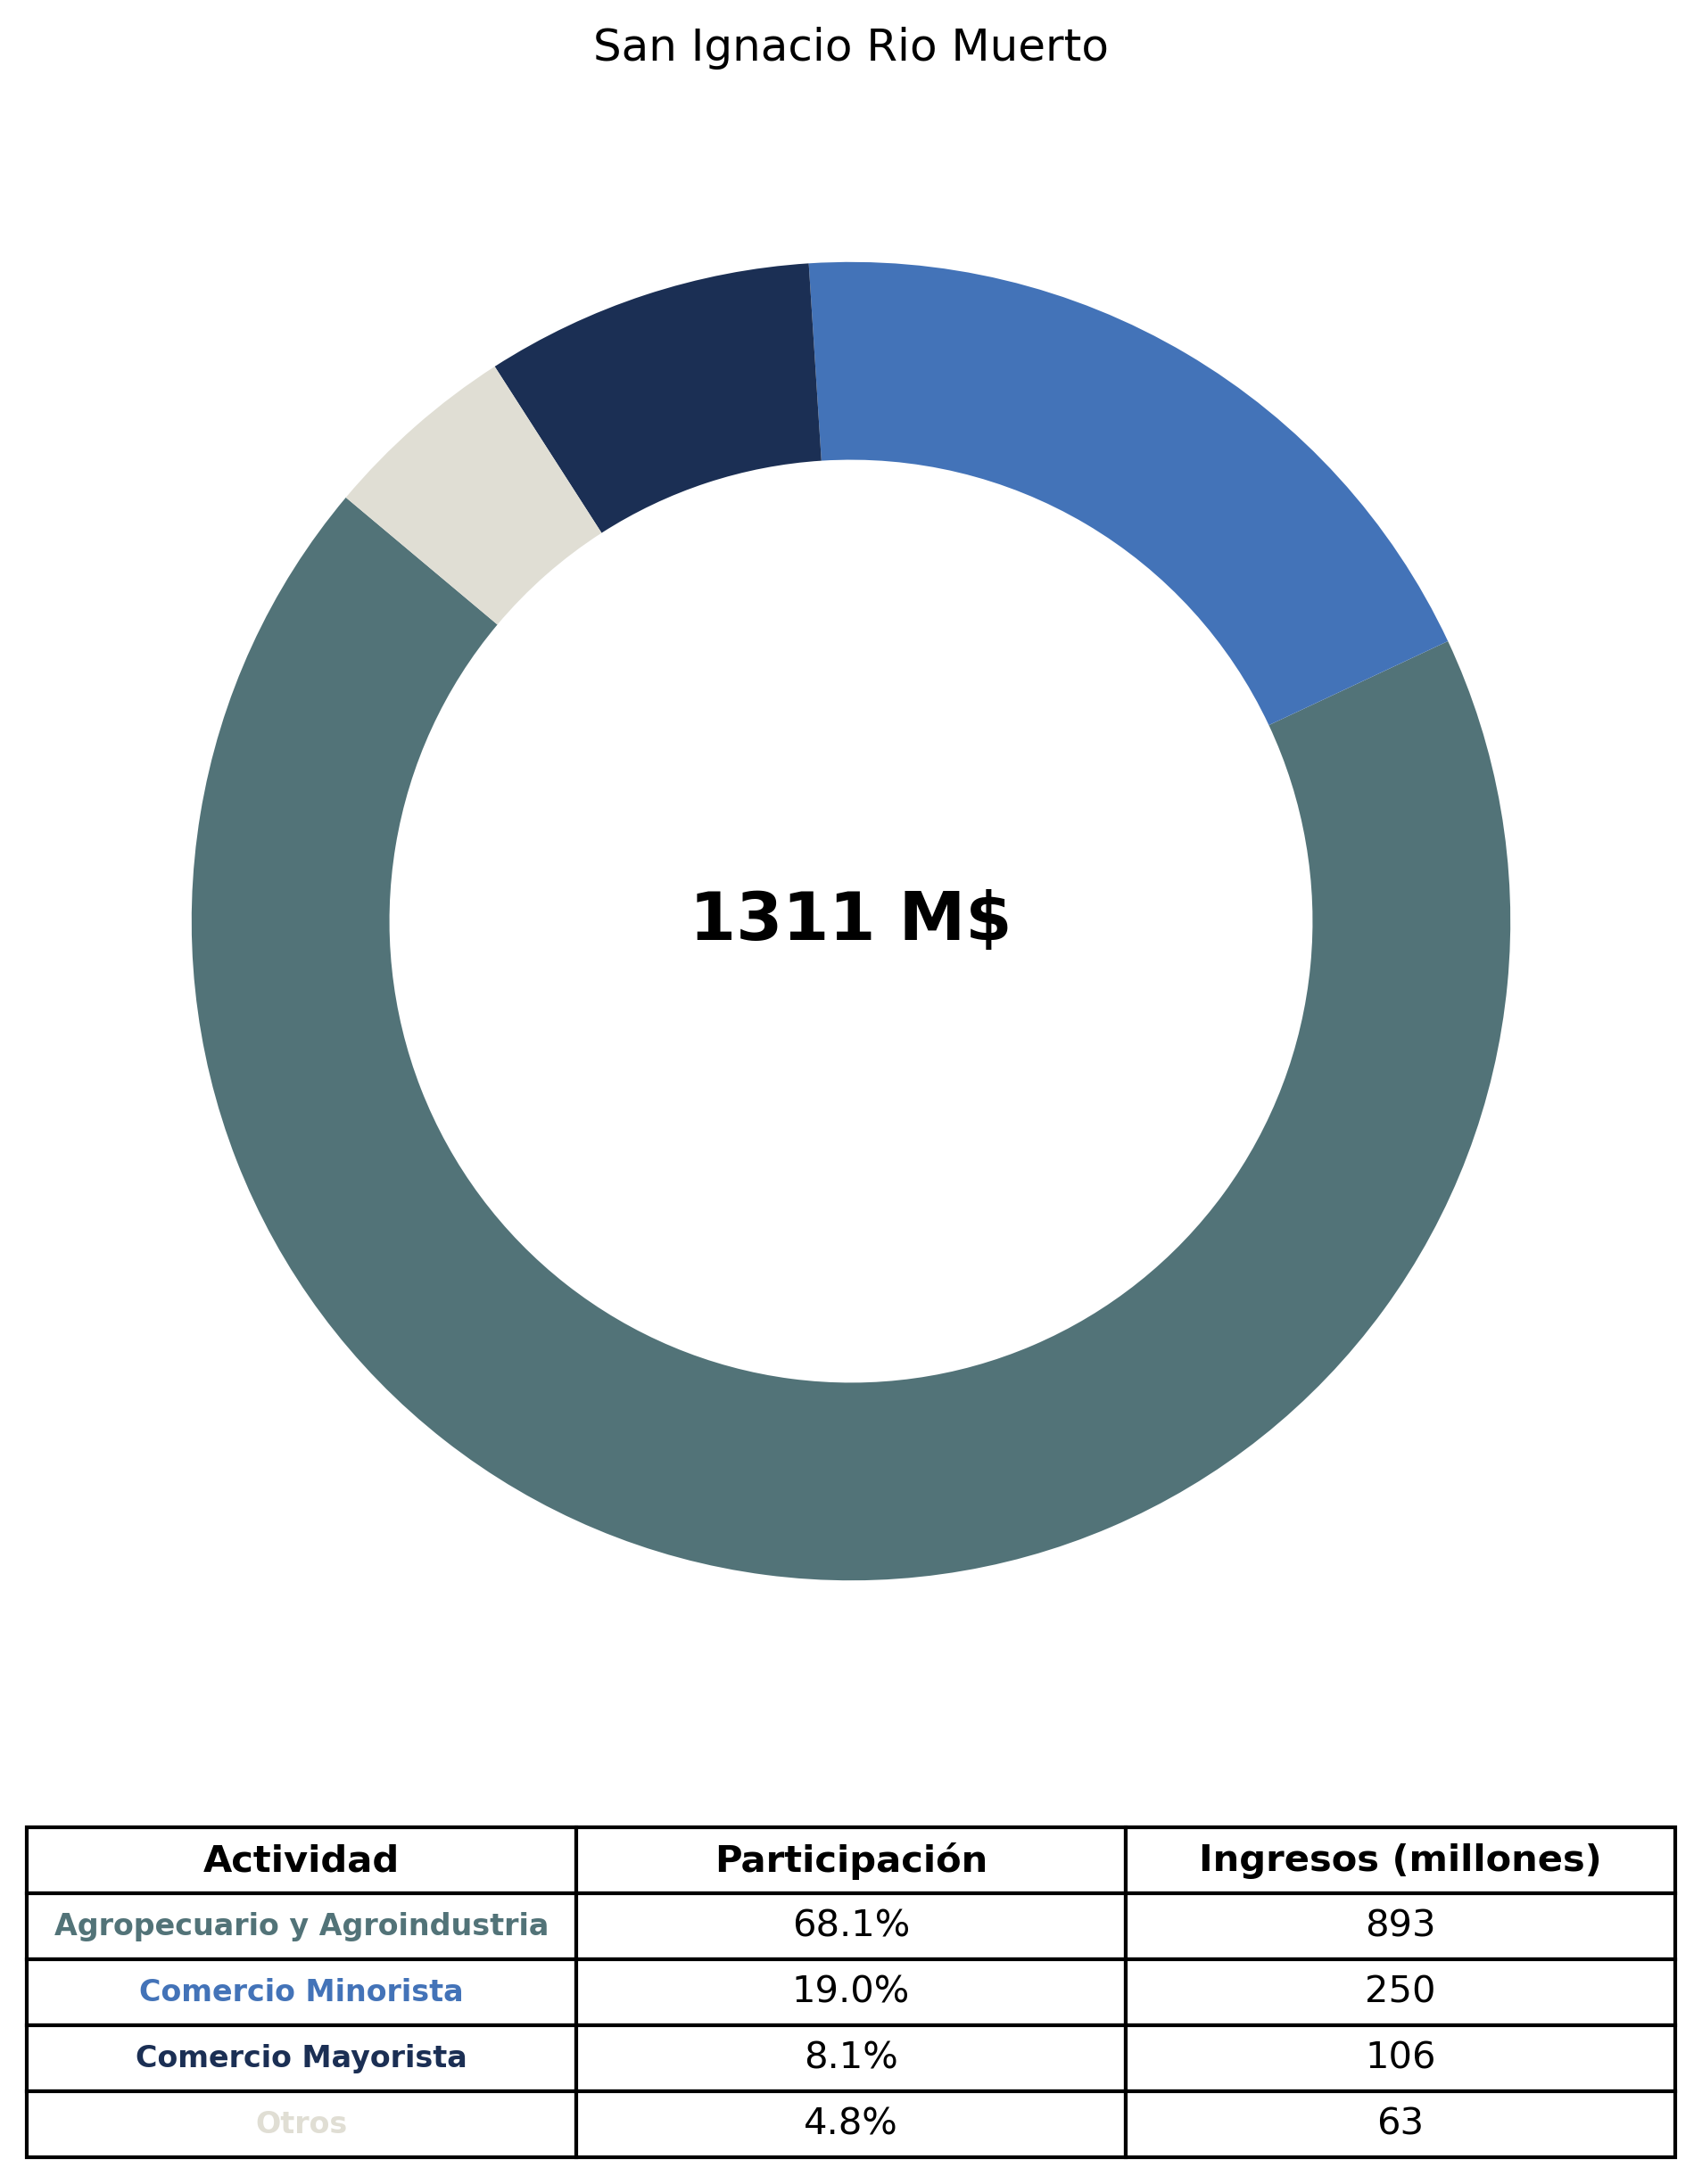 San Ignacio Rio Muerto
1311 M$
Actividad Participación Ingresos (millones)
Agropecuario y Agroindustria 68.1% 893
Comercio Minorista 19.0% 250
Comercio Mayorista 8.1% 106
Otros 4.8% 63